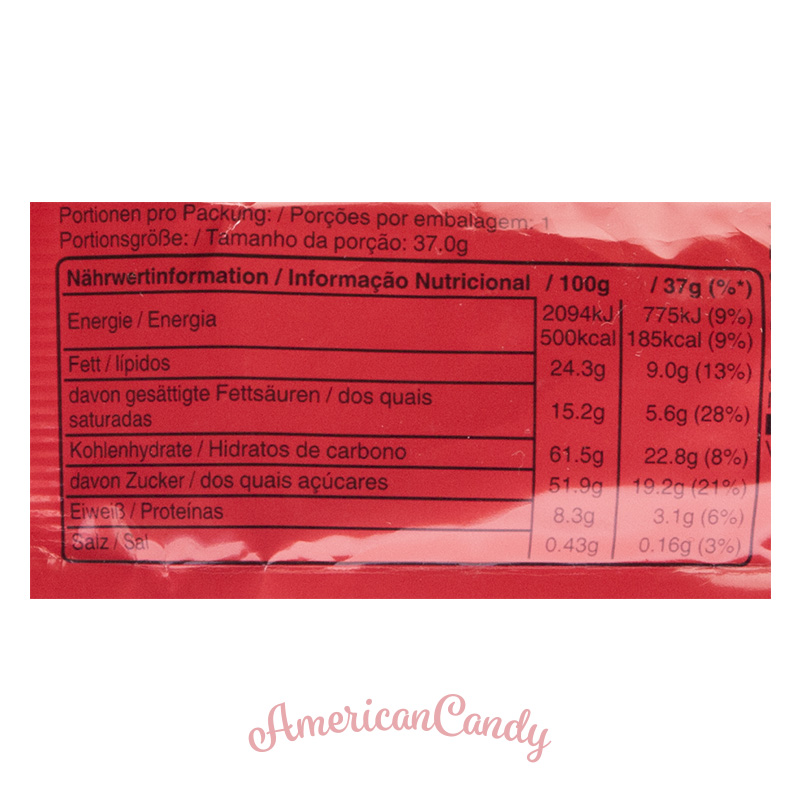 Portionen pro Packung: / Porções por embalagem: 1
Portionsgröße: / Tamanho da porção: 37.0g
Nährwertinformation / Informação Nutricional / 100g / 37g (%*)
Energie / Energia 2094kJ 775kJ (9%)
500kcal 185kcal (9%)
Fett / lípidos 24.3g 9.0g (13%)
davon gesättigte Fettsäuren / dos quais
saturadas 15.2g 5.6g (28%)
Kohlenhydrate / Hidratos de carbono 61.5g 22.8g (8%)
davon Zucker / dos quais açúcares 51.9g 19.2g (21%)
Eiweiß / Proteínas 8.3g 3.1g (6%)
Salz / Sal 0.43g 0.16g (3%)
AmericanCandy